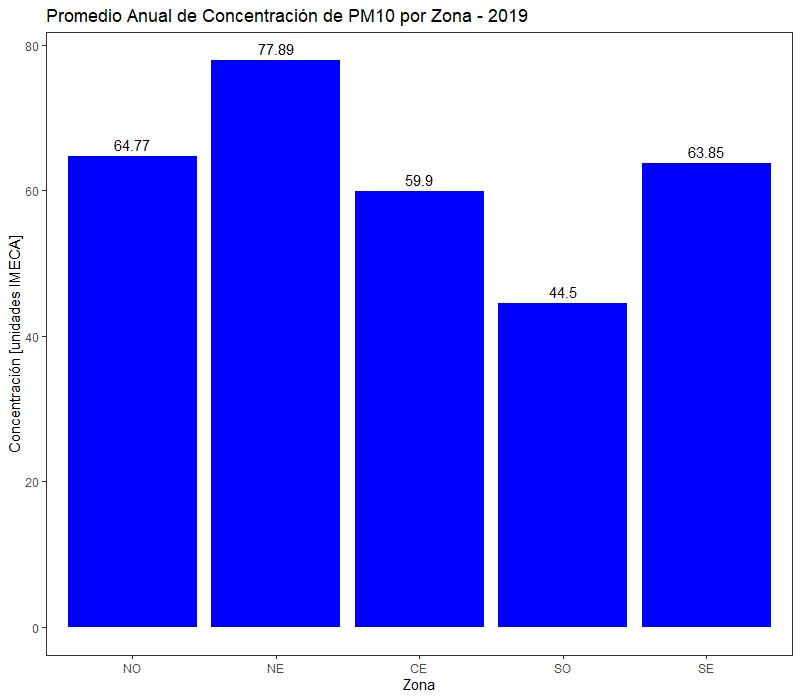 Promedio Anual de Concentración de PM10 por Zona - 2019
80
60
40
20
0
Concentración [unidades IMECA]
64.77
77.89
59.9
44.5
63.85
NO
NE
CE
SO
SE
Zona